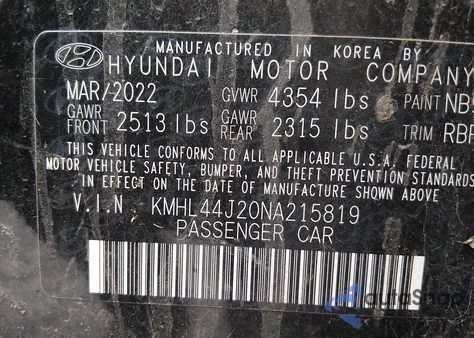 MANUFACTURED IN KOREA BY
HYUNDAI MOTOR COMPANY
MAR/2022 GVWR 4354 lbs PAINT
GAWR FRONT 2513 lbs GAWR REAR 2315 lbs TRIM
THIS VEHICLE CONFORMS TO ALL APPLICABLE U.S.A. FEDERAL
MOTOR VEHICLE SAFETY, BUMPER, AND THEFT PREVENTION STANDARDS
IN EFFECT ON THE DATE OF MANUFACTURE SHOWN ABOVE
V.I.N KMHL44J20NA215819
PASSENGER CAR